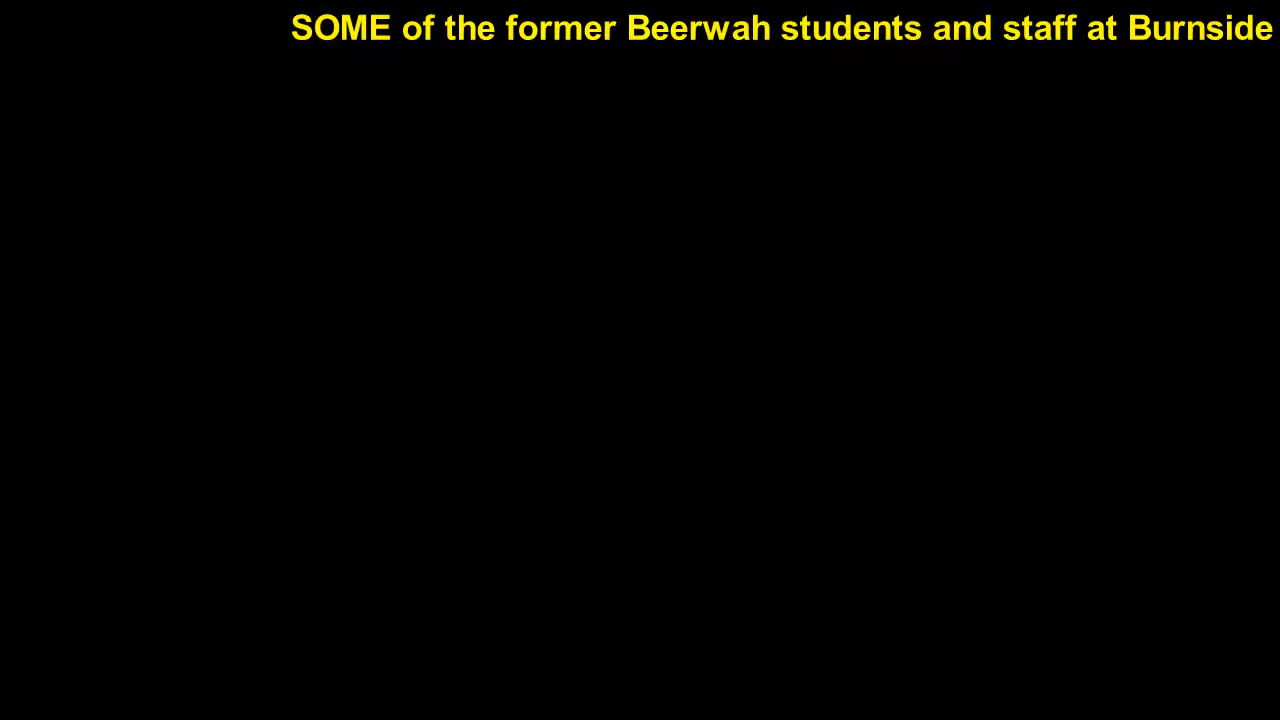 SOME of the former Beerwah students and staff at Burnside